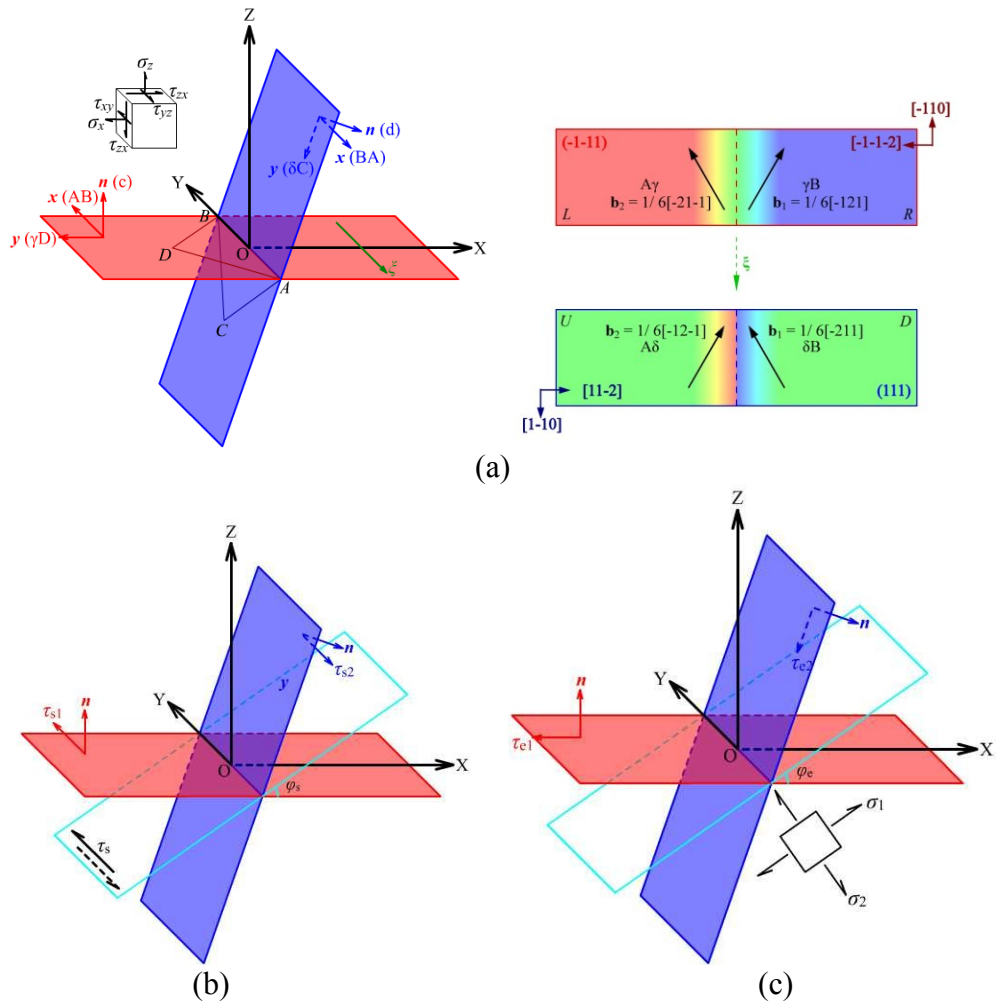 Z
σz
τzx
τxy
τyz
σx
τzx
n (d)
x (BA)
y (δC)
n (c)
x (AB)
y (γD)
Y
B
O
X
D
ξ
A
C
[-110]
(-1-11)
[-1-1-2]
Aγ
b₂ = 1/ 6[-21-1]
γB
b₁ = 1/ 6[-121]
L
R
ξ
U
D
b₂ = 1/ 6[-12-1]
Aδ
b₁ = 1/ 6[-211]
δB
[11-2]
(111)
[1-10]
(a)
Z
n
τs2
y
Y
n
τs1
O
X
φs
τs
(b)
Z
n
τe2
Y
n
τe1
O
X
φe
σ1
σ2
(c)